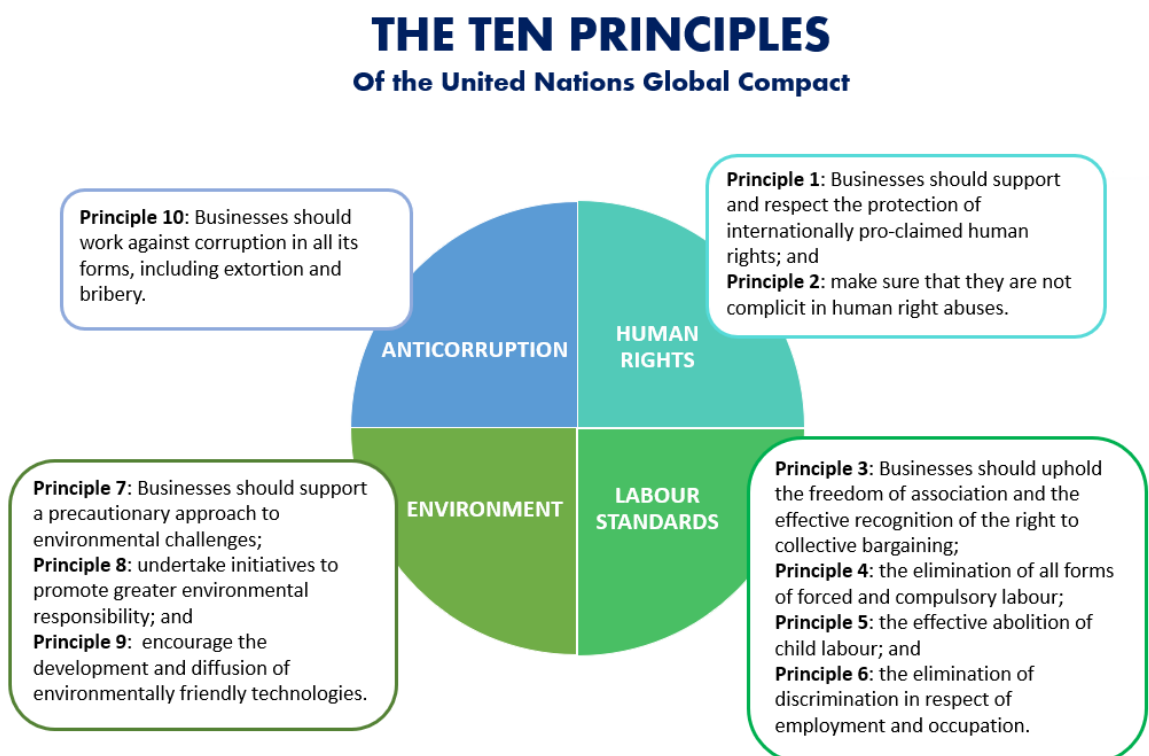 THE TEN PRINCIPLES
Of the United Nations Global Compact
Principle 1: Businesses should support
and respect the protection of
internationally pro-claimed human
rights; and
Principle 2: make sure that they are not
complicit in human right abuses.
Principle 10: Businesses should
work against corruption in all its
forms, including extortion and
bribery.
ANTICORRUPTION
HUMAN
RIGHTS
Principle 7: Businesses should support
a precautionary approach to
environmental challenges;
Principle 8: undertake initiatives to
promote greater environmental
responsibility; and
Principle 9:  encourage the
development and diffusion of
environmentally friendly technologies.
ENVIRONMENT
LABOUR
STANDARDS
Principle 3: Businesses should uphold
the freedom of association and the
effective recognition of the right to
collective bargaining;
Principle 4: the elimination of all forms
of forced and compulsory labour;
Principle 5: the effective abolition of
child labour; and
Principle 6: the elimination of
discrimination in respect of
employment and occupation.